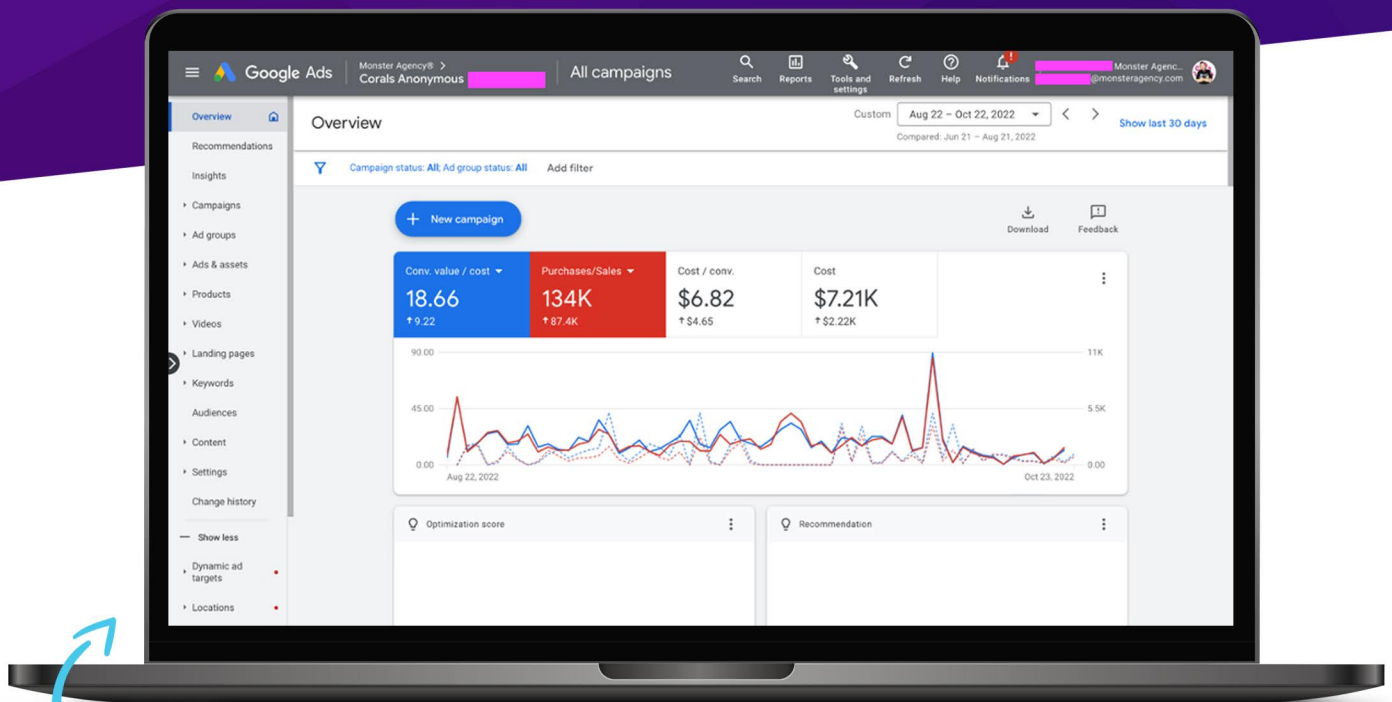 Google Ads
Monster Agency® >
Corals Anonymous
All campaigns
Search
Reports
Tools and
settings
Refresh
Help
Notifications
Monster Agenc...
@monsteragency.com
Overview
Recommendations
Insights
Campaigns
Ad groups
Ads & assets
Products
Videos
Landing pages
Keywords
Audiences
Content
Settings
Change history
Show less
Dynamic ad
targets
Locations
Overview
Custom
Aug 22 – Oct 22, 2022
Compared: Jun 21 – Aug 21, 2022
Show last 30 days
Campaign status: All; Ad group status: All
Add filter
+ New campaign
Download
Feedback
Conv. value / cost
18.66
↑9.22
Purchases/Sales
134K
↑87.4K
Cost / conv.
$6.82
↑$4.65
Cost
$7.21K
↑$2.22K
90.00
11K
45.00
5.5K
0.00
0.00
Aug 22, 2022
Oct 23, 2022
Optimization score
Recommendation